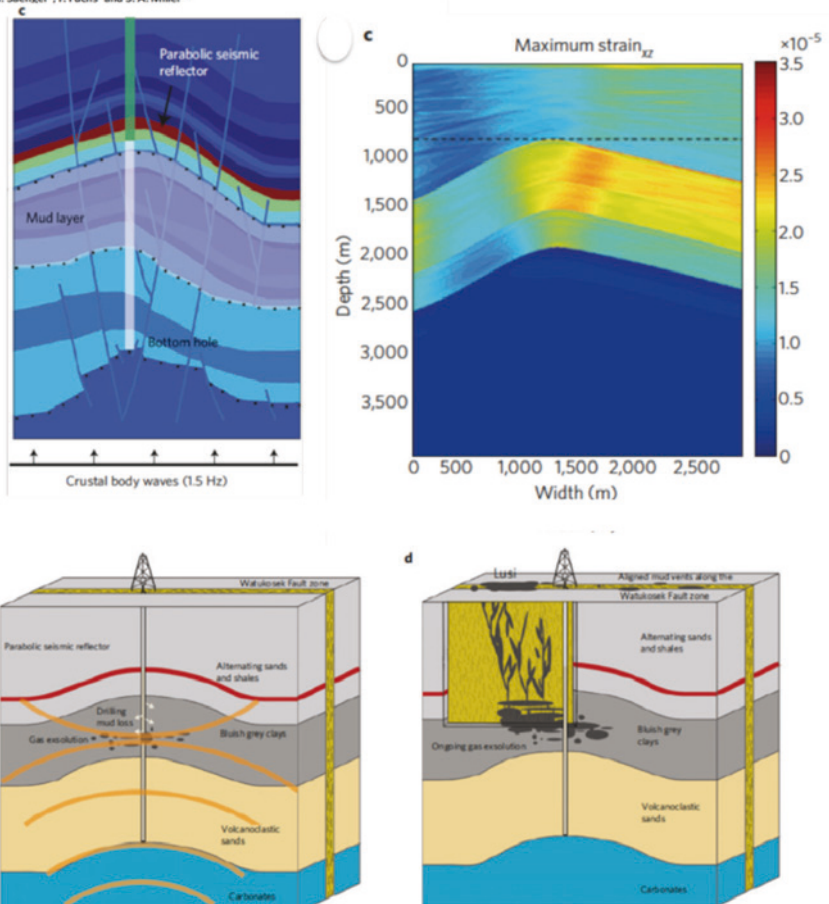 c
Parabolic seismic
reflector
Mud layer
Bottom hole
Crustal body waves (1.5 Hz)
c
Maximum strain xz
×10⁻⁵
0
500
1,000
1,500
2,000
2,500
3,000
3,500
Depth (m)
0 500 1,000 1,500 2,000 2,500
Width (m)
3.5
3.0
2.5
2.0
1.5
1.0
0.5
0
Watukosek Fault zone
Parabolic seismic reflector
Alternating sands
and shales
Drilling
mud loss
Gas exsolution
Bluish grey clays
Volcanoclastic
sands
Carbonates
d
Lusi
Aligned mud vents along the
Watukosek Fault zone
Alternating sands
and shales
Bluish grey
clays
Ongoing gas exsolution
Volcanoclastic
sands
Carbonates